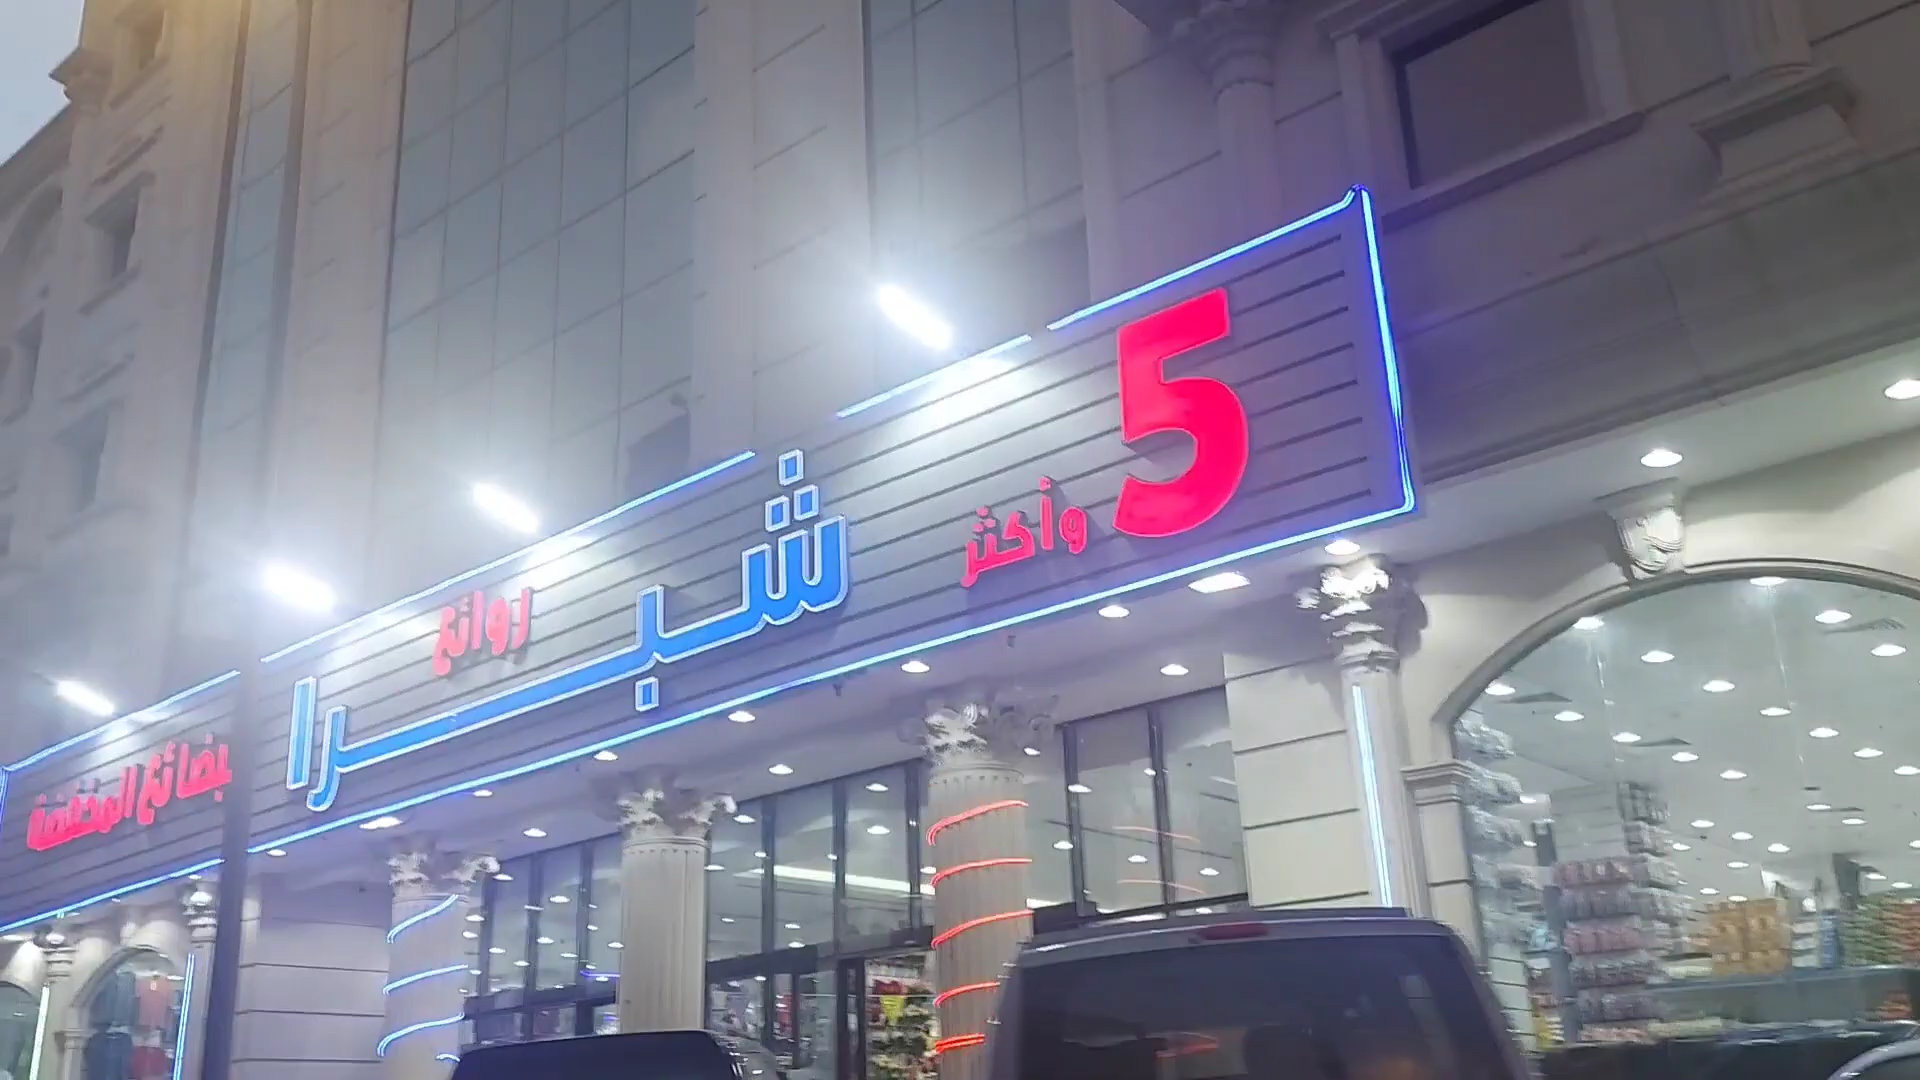 5 وأكثر
روائع
شبرا
بضائع المخفضة